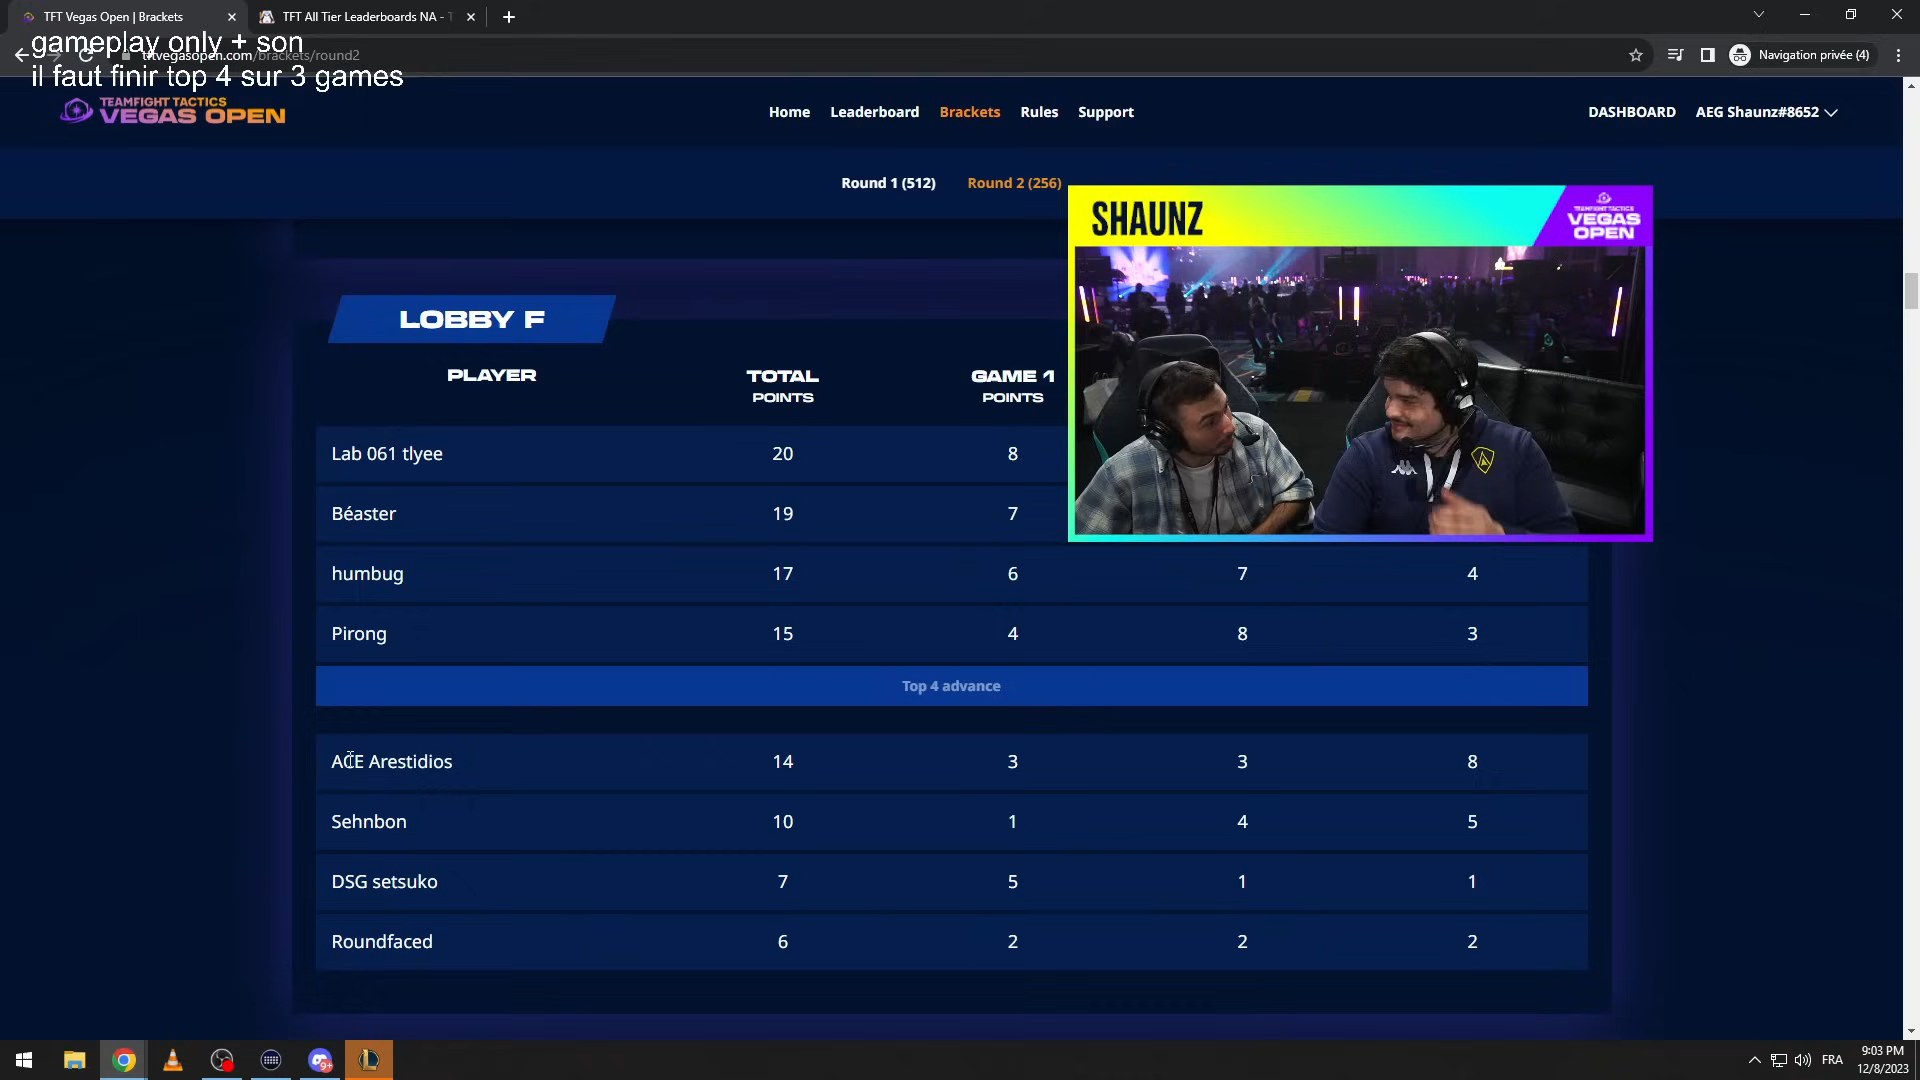 TFT Vegas Open | Brackets
TFT All Tier Leaderboards NA - T
gameplay only + son
tftvegasopen.com/brackets/round2
Navigation privée (4)
il faut finir top 4 sur 3 games
TEAMFIGHT TACTICS
VEGAS OPEN
Home Leaderboard Brackets Rules Support
DASHBOARD AEG Shaunz#8652
Round 1 (512) Round 2 (256)
SHAUNZ
TEAMFIGHT TACTICS
VEGAS
OPEN
LOBBY F
PLAYER TOTAL POINTS GAME 1 POINTS
Lab 061 tlyee 20 8
Béaster 19 7
humbug 17 6 7 4
Pirong 15 4 8 3
Top 4 advance
ACE Arestidios 14 3 3 8
Sehnbon 10 1 4 5
DSG setsuko 7 5 1 1
Roundfaced 6 2 2 2
9+
FRA
9:03 PM
12/8/2023